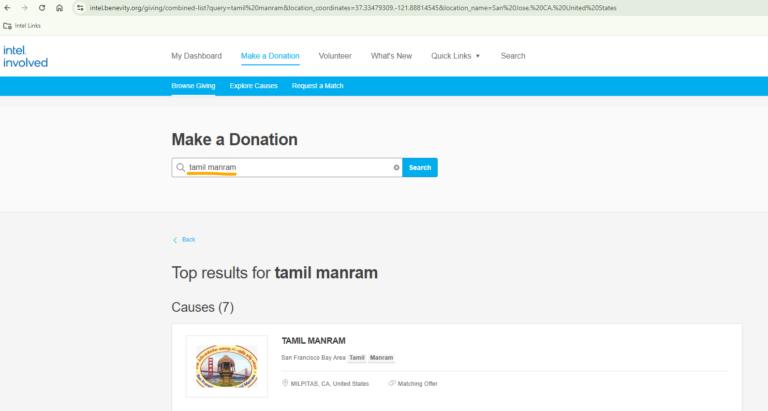 intel.benevity.org/giving/combined-list?query=tamil%20manram&location_coordinates=37.33479309,-121.88814545&location_name=San%20Jose,%20CA,%20United%20States
Intel Links
intel. involved
My Dashboard Make a Donation Volunteer What's New Quick Links Search
Browse Giving Explore Causes Request a Match
Make a Donation
tamil manram Search
Back
Top results for tamil manram
Causes (7)
TAMIL MANRAM
San Francisco Bay Area Tamil Manram
MILPITAS, CA, United States Matching Offer